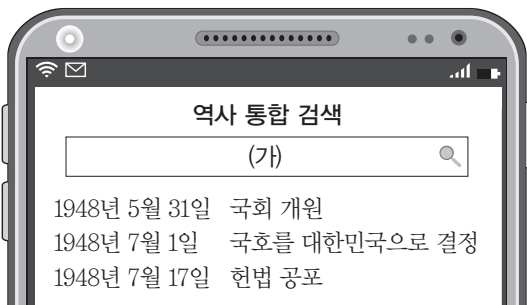 역사 통합 검색
(가)
1948년 5월 31일 국회 개원
1948년 7월 1일 국호를 대한민국으로 결정
1948년 7월 17일 헌법 공포